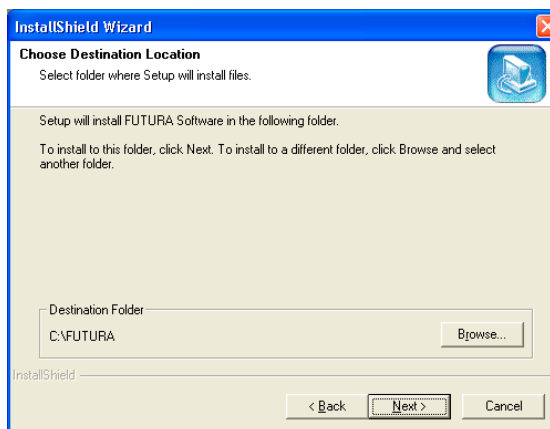 InstallShield Wizard
Choose Destination Location
Select folder where Setup will install files.
Setup will install FUTURA Software in the following folder.
To install to this folder, click Next. To install to a different folder, click Browse and select
another folder.
Destination Folder
C:\FUTURA
Browse...
InstallShield
< Back
Next >
Cancel